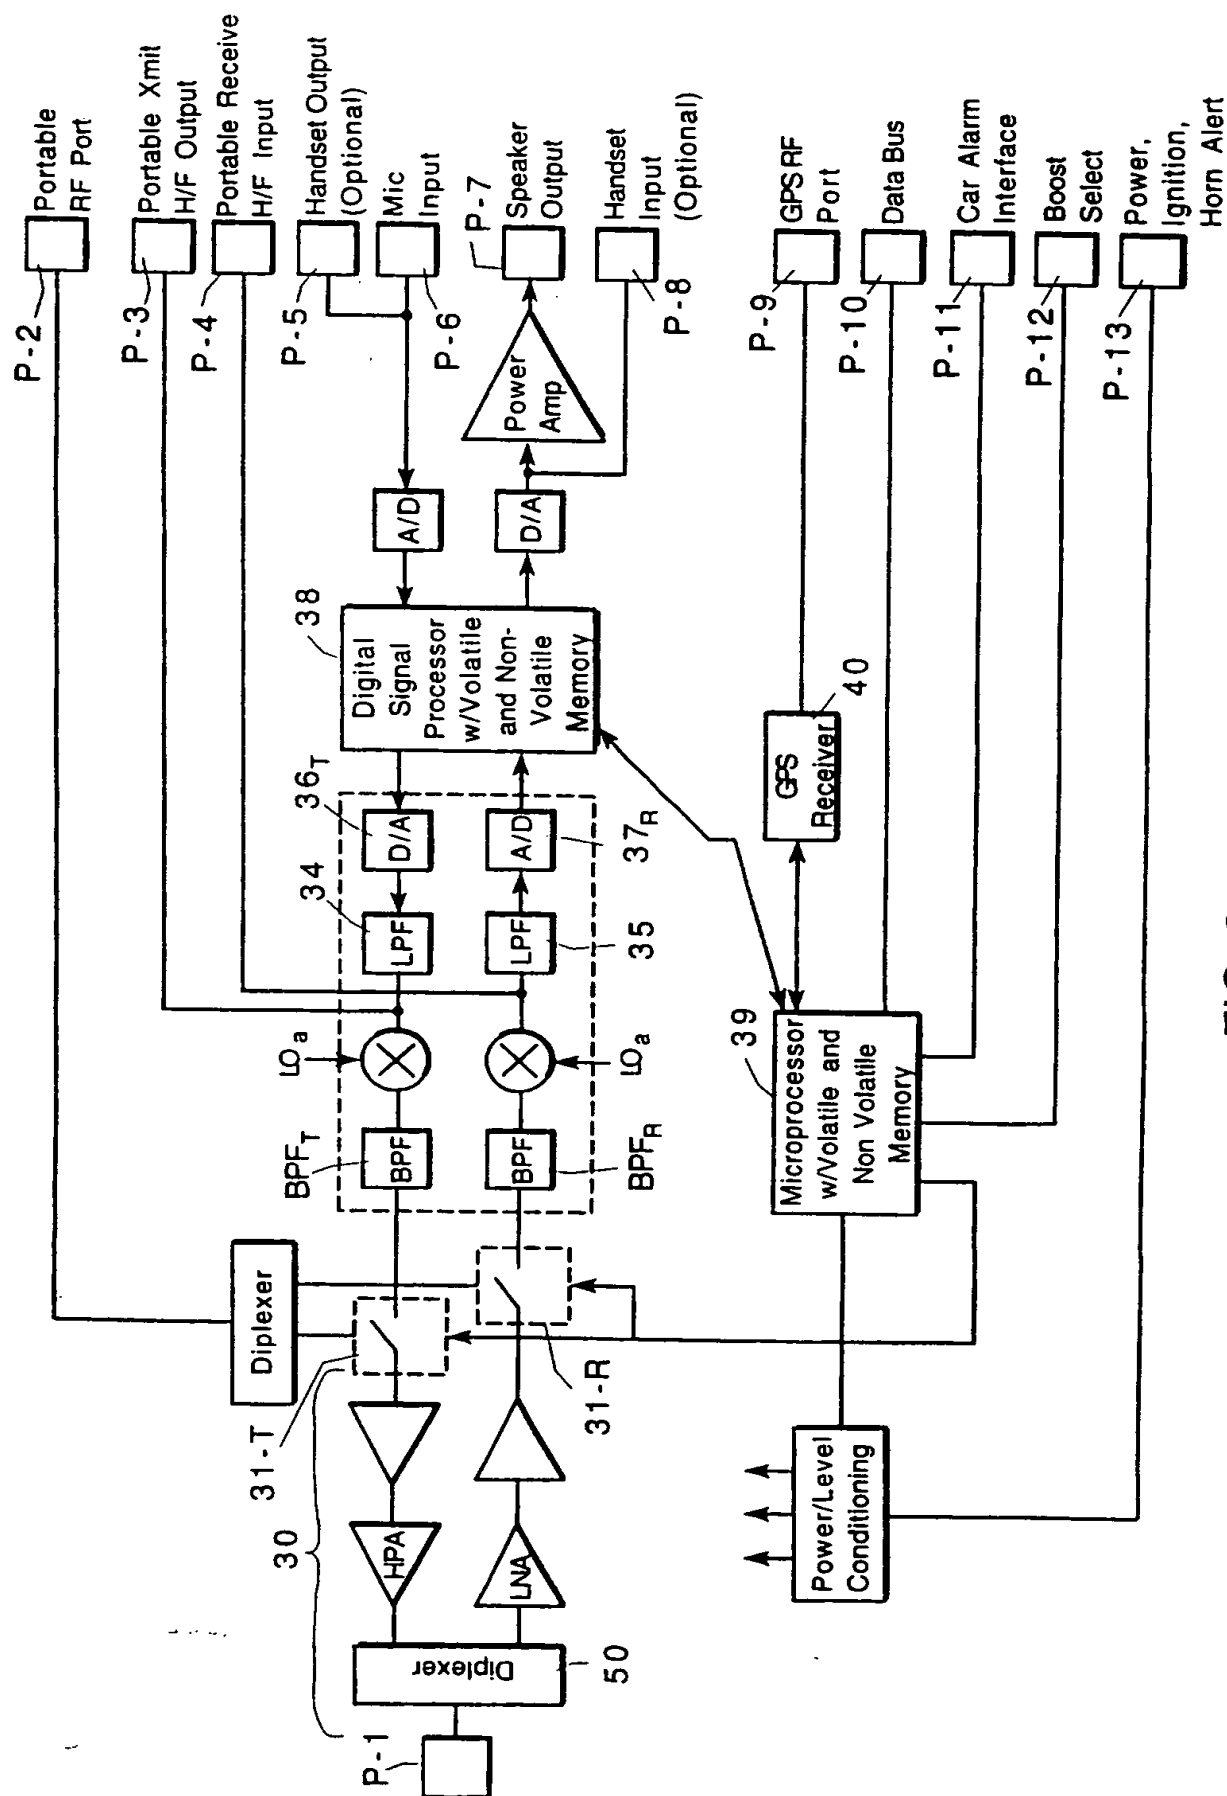 P-2
Portable
RF Port
P-3
Portable Xmit
H/F Output
P-4
Portable Receive
H/F Input
P-5
Handset Output
(Optional)
P-6
Mic
Input
P-7
Speaker
Output
P-8
Handset
Input
(Optional)
P-9
GPS RF
Port
P-10
Data Bus
P-11
Car Alarm
Interface
P-12
Boost
Select
P-13
Power,
Ignition,
Horn Alert
P-1
30
Diplexer
50
HPA
LNA
31-T
31-R
Diplexer
BPFT
BPF
BPF
BPFR
LOa
LOa
34
LPF
LPF
35
36T
D/A
A/D
37R
38
Digital
Signal
Processor
w/Volatile
and Non-
Volatile
Memory
A/D
D/A
Power
Amp
39
Microprocessor
w/Volatile and
Non Volatile
Memory
GPS
Receiver
40
Power/Level
Conditioning